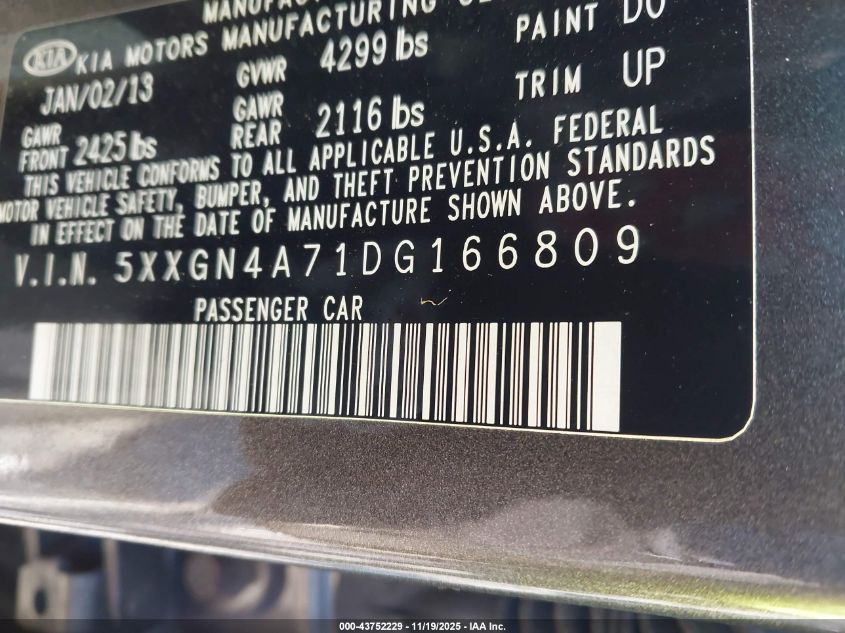 KIA KIA MOTORS MANUFACTURING
JAN/02/13 GVWR 4299 lbs PAINT DO
GAWR FRONT 2425 lbs GAWR REAR 2116 lbs TRIM UP
THIS VEHICLE CONFORMS TO ALL APPLICABLE U.S.A. FEDERAL
MOTOR VEHICLE SAFETY, BUMPER, AND THEFT PREVENTION STANDARDS
IN EFFECT ON THE DATE OF MANUFACTURE SHOWN ABOVE.
V.I.N. 5XXGN4A71DG166809
PASSENGER CAR
000-43752229 - 11/19/2025 - IAA Inc.